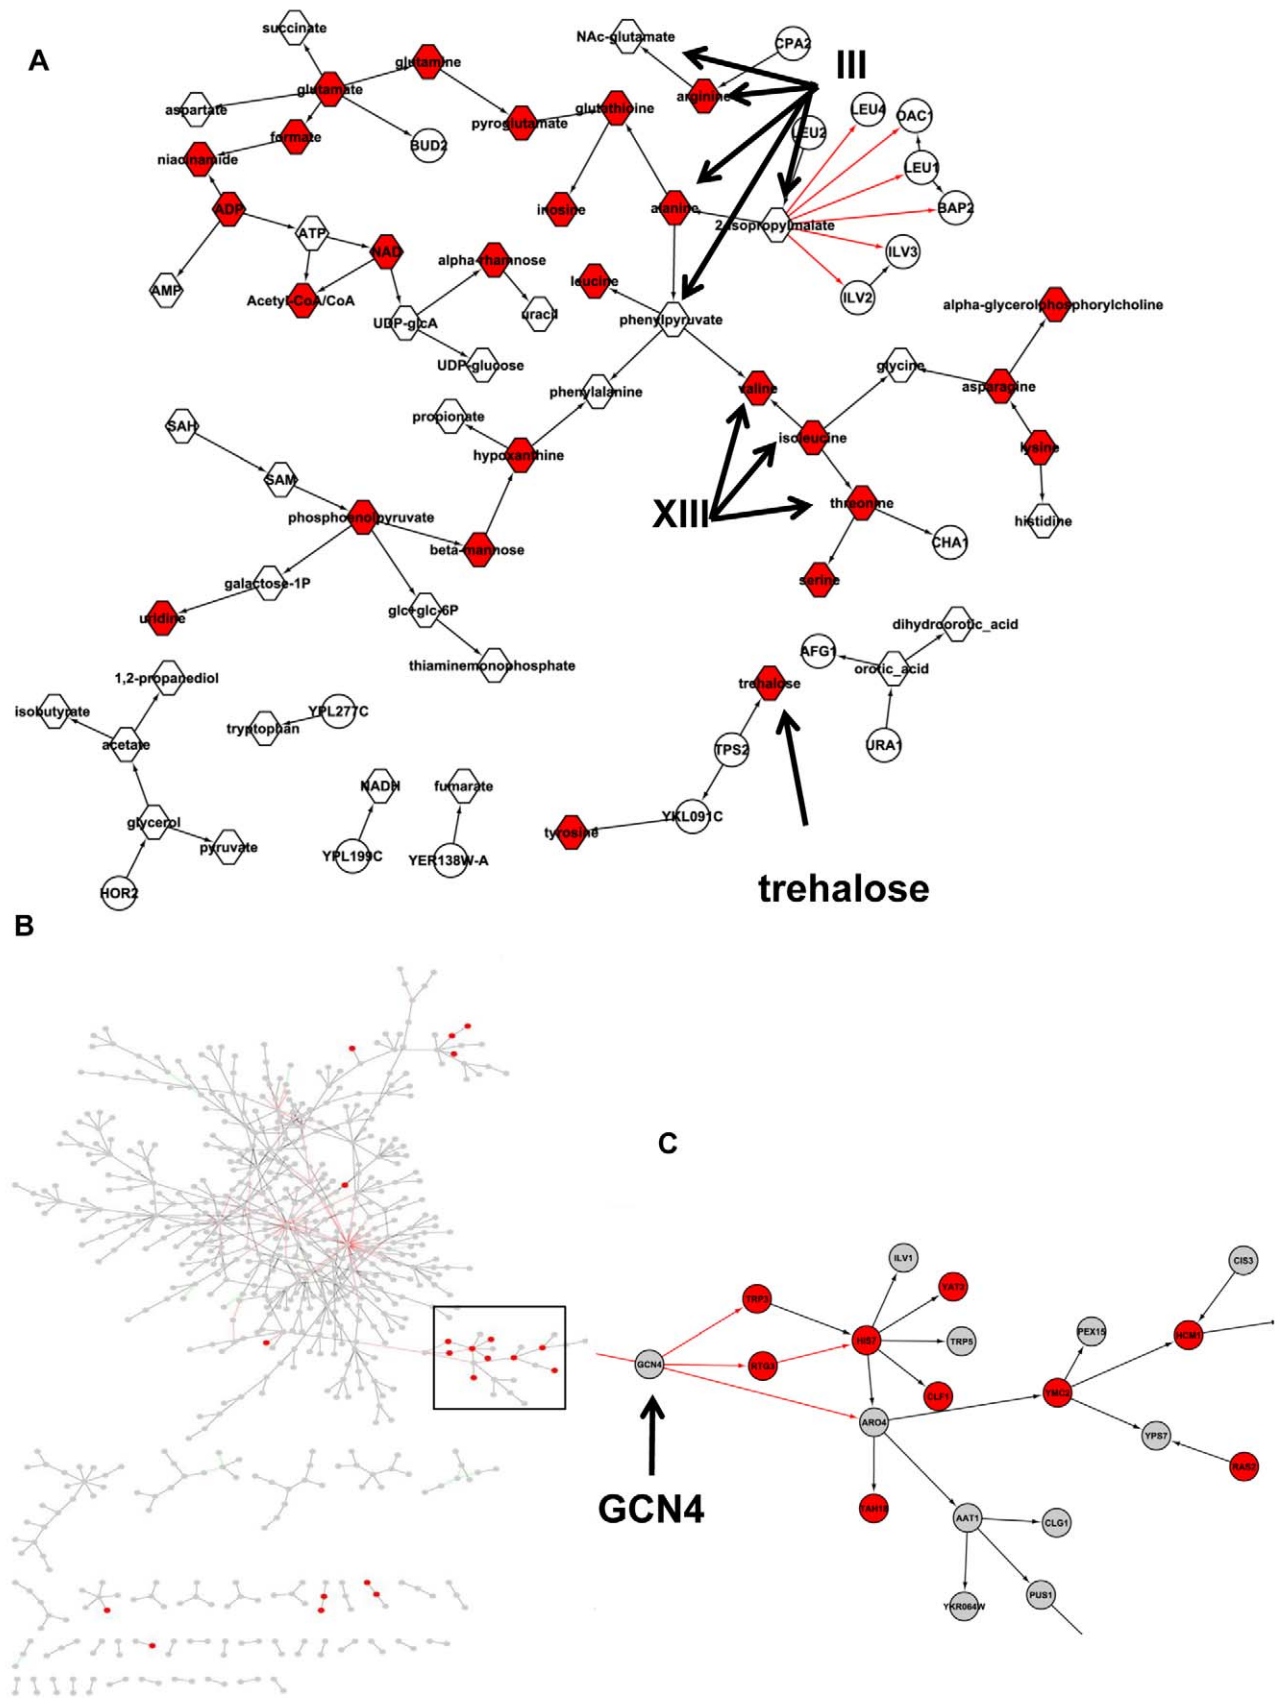 A
succinate
NAc-glutamate
CPA2
III
glutamine
glutamate
arginine
aspartate
pyroglutamate
glutathioine
LEU4
OAC1
formate
BUD2
LEU2
niacinamide
LEU1
ADP
inosine
alanine
BAP2
2-isopropylmalate
ATP
NAD
ILV3
alpha-rhamnose
leucine
AMP
Acetyl-CoA/CoA
ILV2
alpha-glycerolphosphorylcholine
UDP-glcA
uracil
phenylpyruvate
UDP-glucose
glycine
valine
asparagine
phenylalanine
propionate
SAH
isoleucine
hypoxanthine
lysine
SAM
XIII
threonine
phosphoenolpyruvate
histidine
beta-mannose
CHA1
galactose-1P
serine
uridine
glc+glc-6P
dihydroorotic_acid
AFG1
thiaminemonophosphate
orotic_acid
1,2-propanediol
trehalose
isobutyrate
YPL277C
tryptophan
acetate
TPS2
URA1
NADH
fumarate
glycerol
YKL091C
tyrosine
pyruvate
YPL199C
YER138W-A
HOR2
trehalose
B
C
ILV1
CIS3
YAT2
TRP3
PEX15
HIS7
TRP5
HCM1
GCN4
RTG3
CLF1
YMC2
ARO4
YPS7
RAS2
GCN4
AAT1
CLG1
PUS1
YKR064W